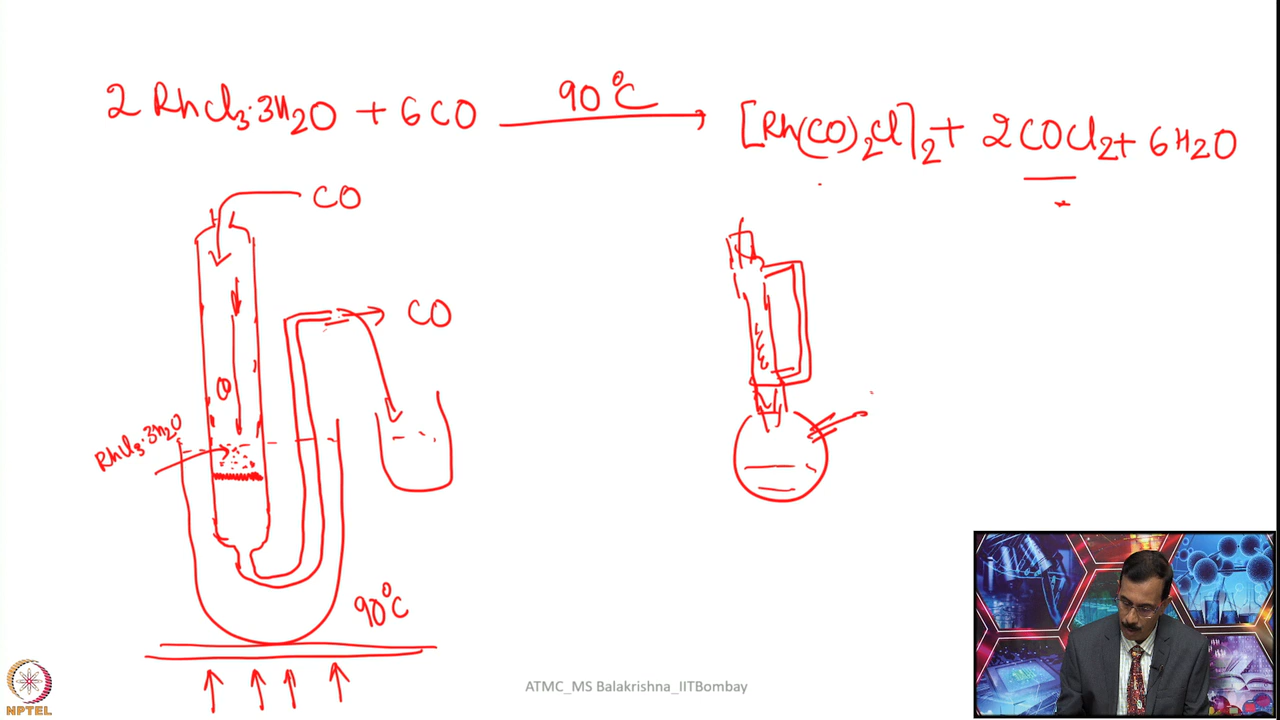 2 RhCl₃·3H₂O + 6CO 90°C → [Rh(CO)₂Cl]₂ + 2COCl₂ + 6H₂O
CO
CO
RhCl₃·3H₂O
90°C
ATMC_MS Balakrishna_IITBombay
NPTEL